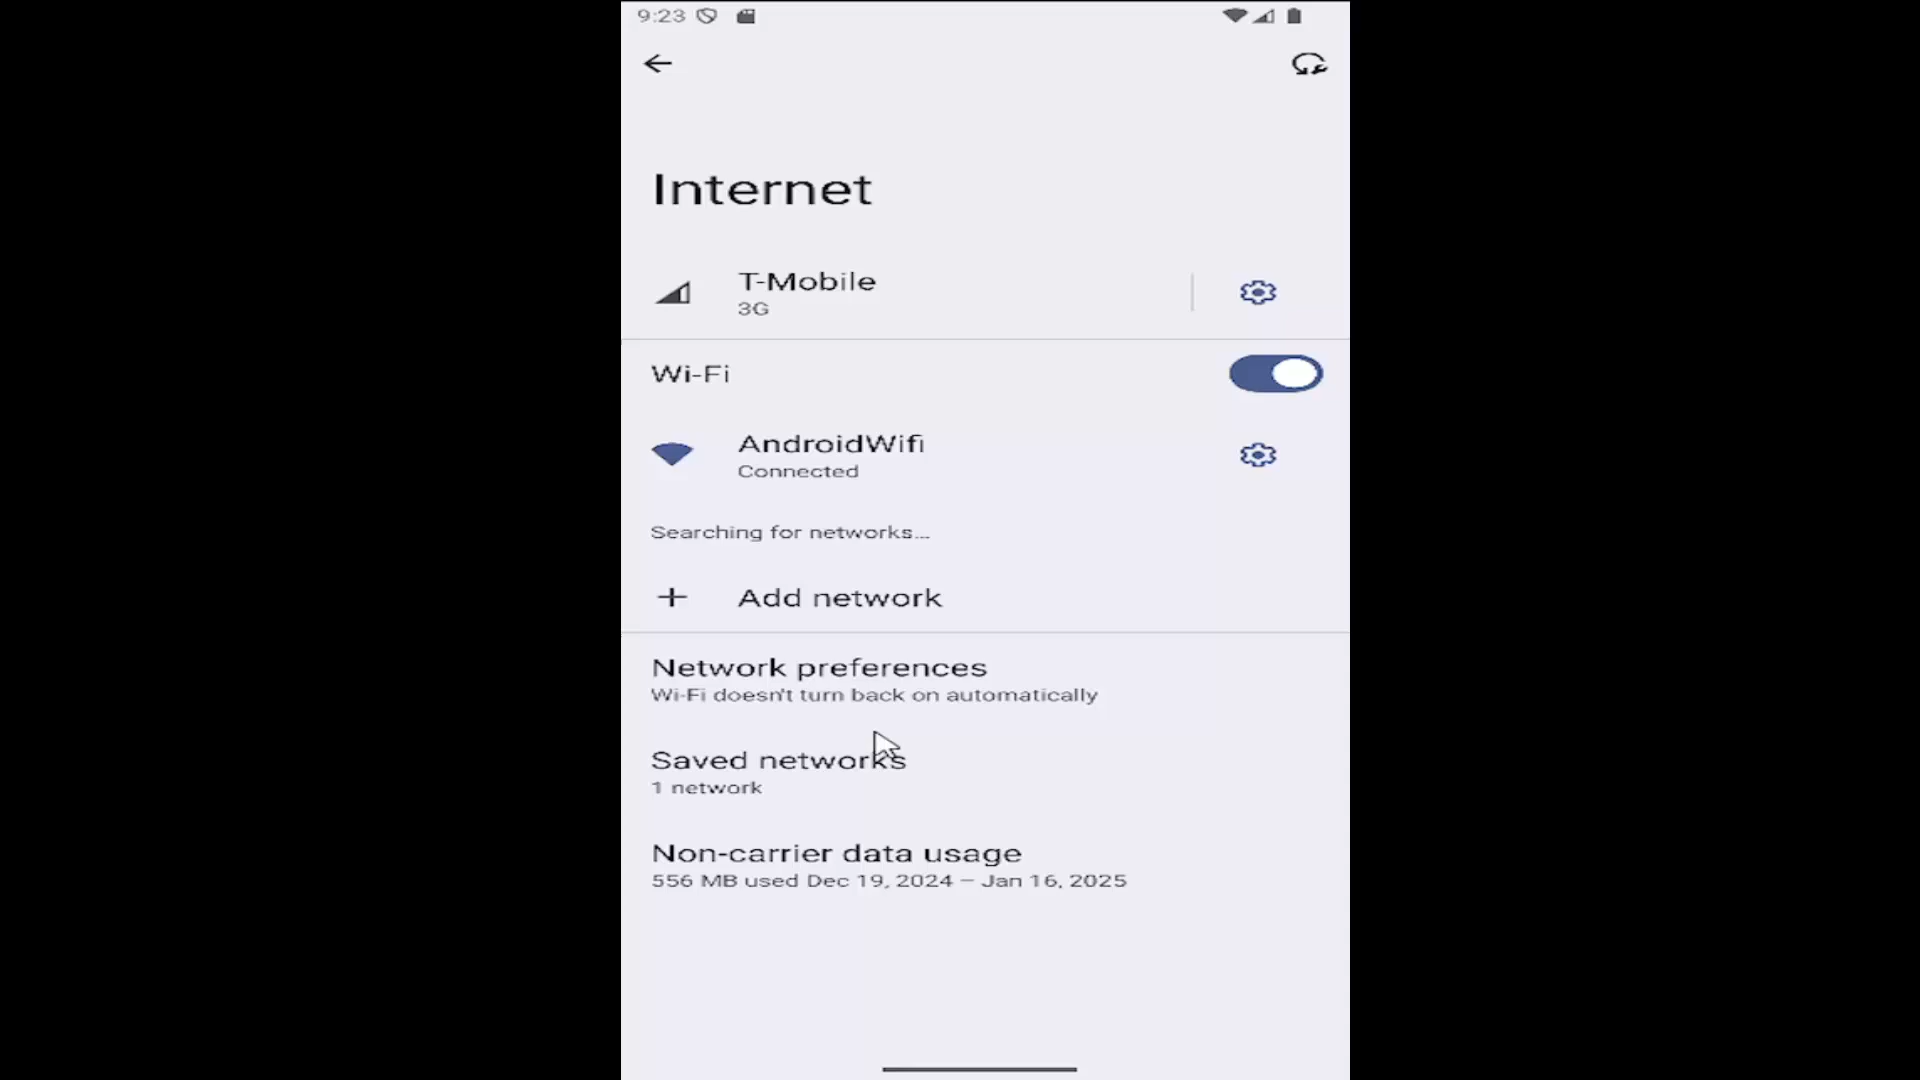 9:23
Internet
T-Mobile
3G
Wi-Fi
AndroidWifi
Connected
Searching for networks…
Add network
Network preferences
Wi-Fi doesn't turn back on automatically
Saved networks
1 network
Non-carrier data usage
556 MB used Dec 19, 2024 – Jan 16, 2025